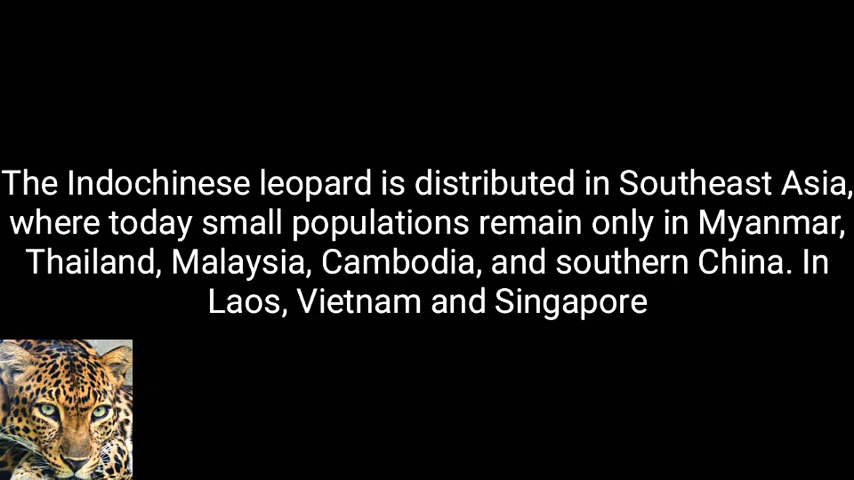 The Indochinese leopard is distributed in Southeast Asia,
where today small populations remain only in Myanmar,
Thailand, Malaysia, Cambodia, and southern China. In
Laos, Vietnam and Singapore